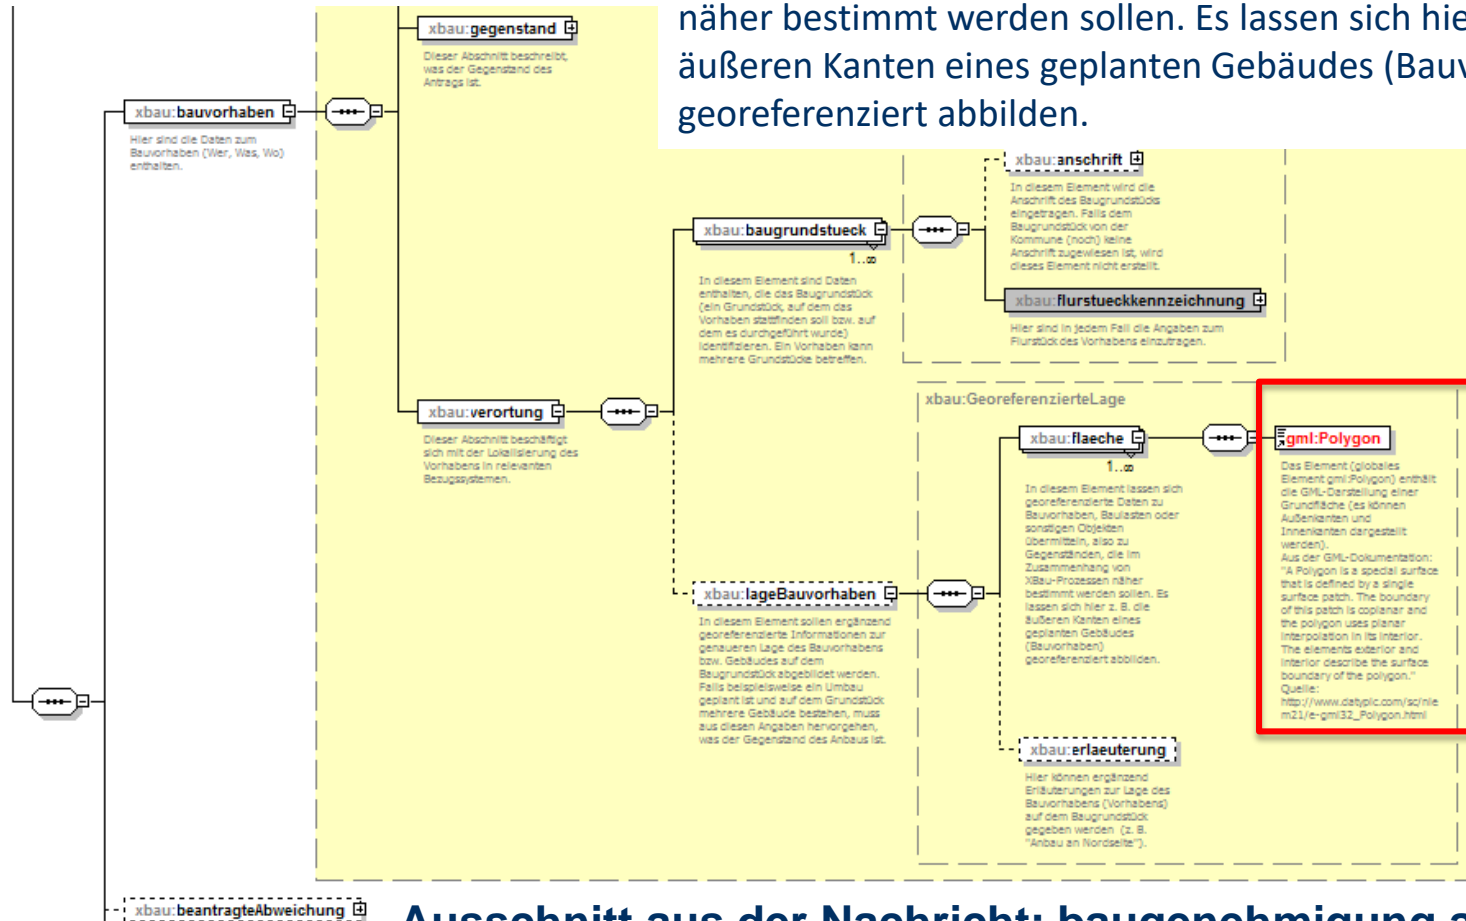 näher bestimmt werden sollen. Es lassen sich hie
äußeren Kanten eines geplanten Gebäudes (Bauv
georeferenziert abbilden.
xbau:gegenstand
Dieser Abschnitt beschreibt,
was der Gegenstand des
Antrags ist.
xbau:bauvorhaben
Hier sind die Daten zum
Bauvorhaben (Wer, Was, Wo)
enthalten.
xbau:anschrift
In diesem Element wird die
Anschrift des Baugrundstücks
eingetragen. Falls dem
Baugrundstück von der
Kommune (noch) keine
Anschrift zugewiesen ist, wird
dieses Element nicht erstellt.
xbau:baugrundstueck
1..∞
In diesem Element sind Daten
enthalten, die das Baugrundstück
(ein Grundstück, auf dem das
Vorhaben stattfinden soll bzw. auf
dem es durchgeführt wurde)
identifizieren. Ein Vorhaben kann
mehrere Grundstücke betreffen.
xbau:flurstueckkennzeichnung
Hier sind in jedem Fall die Angaben zum
Flurstück des Vorhabens einzutragen.
xbau:verortung
Dieser Abschnitt beschäftigt
sich mit der Lokalisierung des
Vorhabens in relevanten
Bezugssystemen.
xbau:GeoreferenzierteLage
xbau:flaeche
1..∞
In diesem Element lassen sich
georeferenzierte Daten zu
Bauvorhaben, Baulasten oder
sonstigen Objekten
übermitteln, also zu
Gegenständen, die im
Zusammenhang von
XBau-Prozessen näher
bestimmt werden sollen. Es
lassen sich hier z. B. die
äußeren Kanten eines
geplanten Gebäudes
(Bauvorhaben)
georeferenziert abbilden.
gml:Polygon
Das Element (globales
Element gml:Polygon) enthält
die GML-Darstellung einer
Grundfläche (es können
Außenkanten und
Innenkanten dargestellt
werden).
Aus der GML-Dokumentation:
"A Polygon is a special surface
that is defined by a single
surface patch. The boundary
of this patch is coplanar and
the polygon uses planar
interpolation in its interior.
The elements exterior and
interior describe the surface
boundary of the polygon."
Quelle:
http://www.datypic.com/sc/nie
m21/e-gml32_Polygon.html
xbau:lageBauvorhaben
In diesem Element sollen ergänzend
georeferenzierte Informationen zur
genaueren Lage des Bauvorhabens
bzw. Gebäudes auf dem
Baugrundstück abgebildet werden.
Falls beispielsweise ein Umbau
geplant ist und auf dem Grundstück
mehrere Gebäude bestehen, muss
aus diesen Angaben hervorgehen,
was der Gegenstand des Anbaus ist.
xbau:erlaeuterung
Hier können ergänzend
Erläuterungen zur Lage des
Bauvorhabens (Vorhabens)
auf dem Baugrundstück
gegeben werden (z. B.
"Anbau an Nordseite").
xbau:beantragteAbweichung
Ausschnitt aus der Nachricht: baugenehmigung a